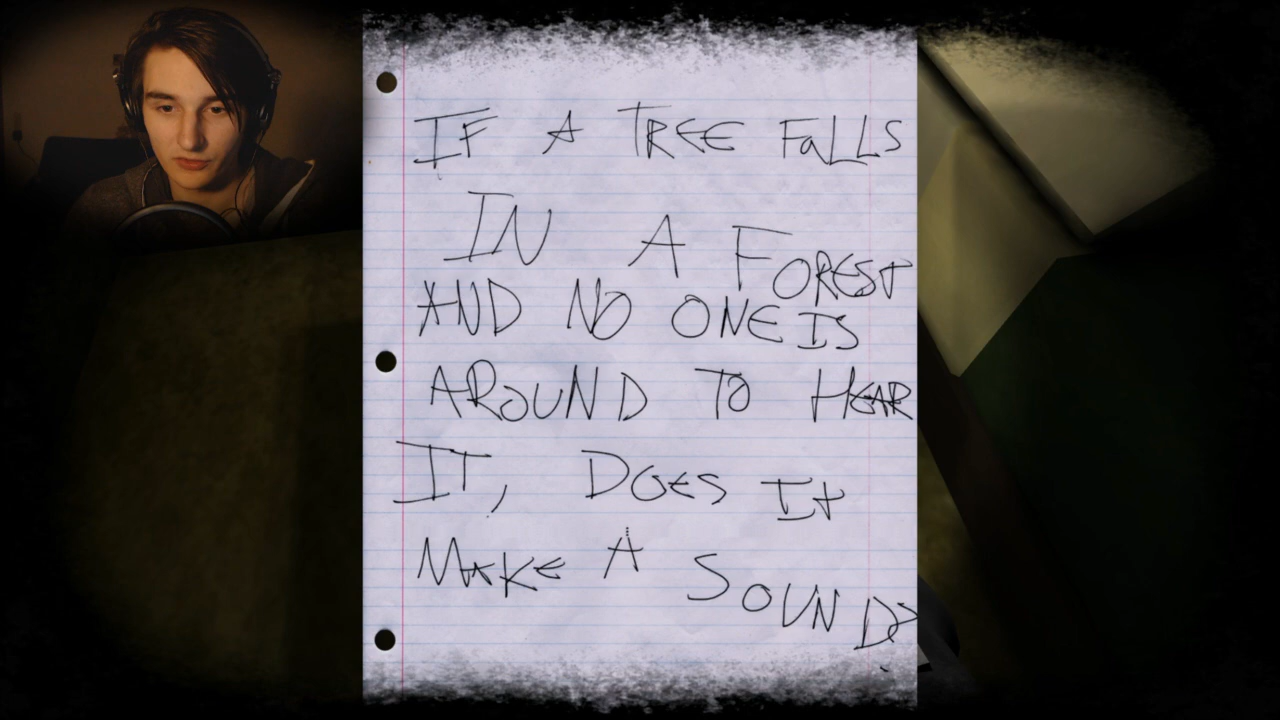 IF A TREE FaLLS
IN A FOREST
AND NO ONE IS
AROUND TO HEAR
IT, DOES It
MAKE A SOUND?